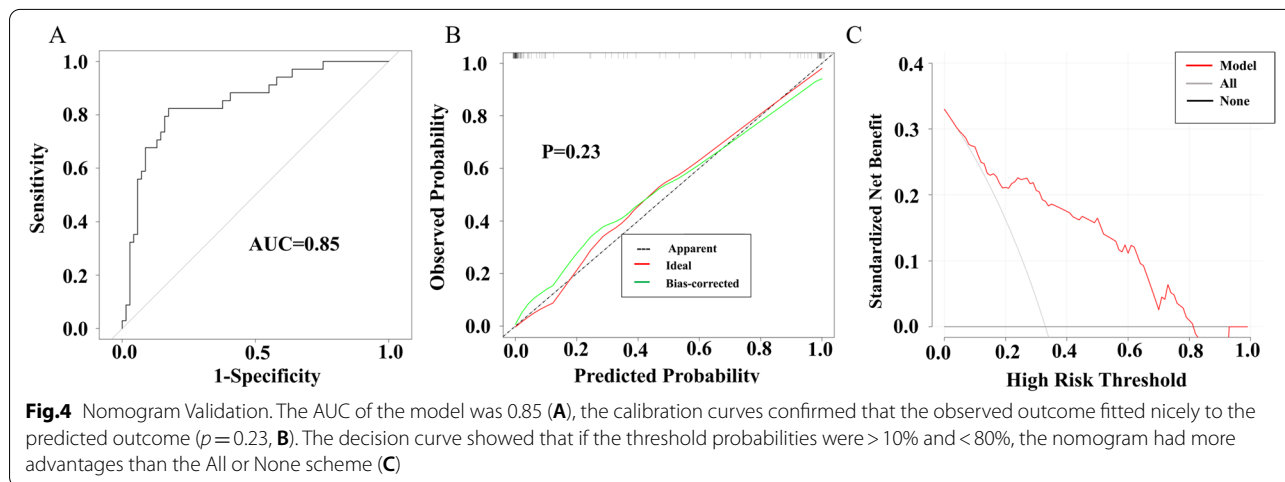 A
Sensitivity
1.0
0.8
0.6
0.4
0.2
0.0
AUC=0.85
0.0 0.5 1.0
1-Specificity
B
Observed Probability
1.0
0.8
0.6
0.4
0.2
0.0
P=0.23
Apparent
Ideal
Bias-corrected
0.0 0.2 0.4 0.6 0.8 1.0
Predicted Probability
C
Standardized Net Benefit
0.4
0.3
0.2
0.1
0.0
Model
All
None
0.0 0.2 0.4 0.6 0.8 1.0
High Risk Threshold
Fig.4 Nomogram Validation. The AUC of the model was 0.85 (A), the calibration curves confirmed that the observed outcome fitted nicely to the
predicted outcome (p = 0.23, B). The decision curve showed that if the threshold probabilities were > 10% and < 80%, the nomogram had more
advantages than the All or None scheme (C)